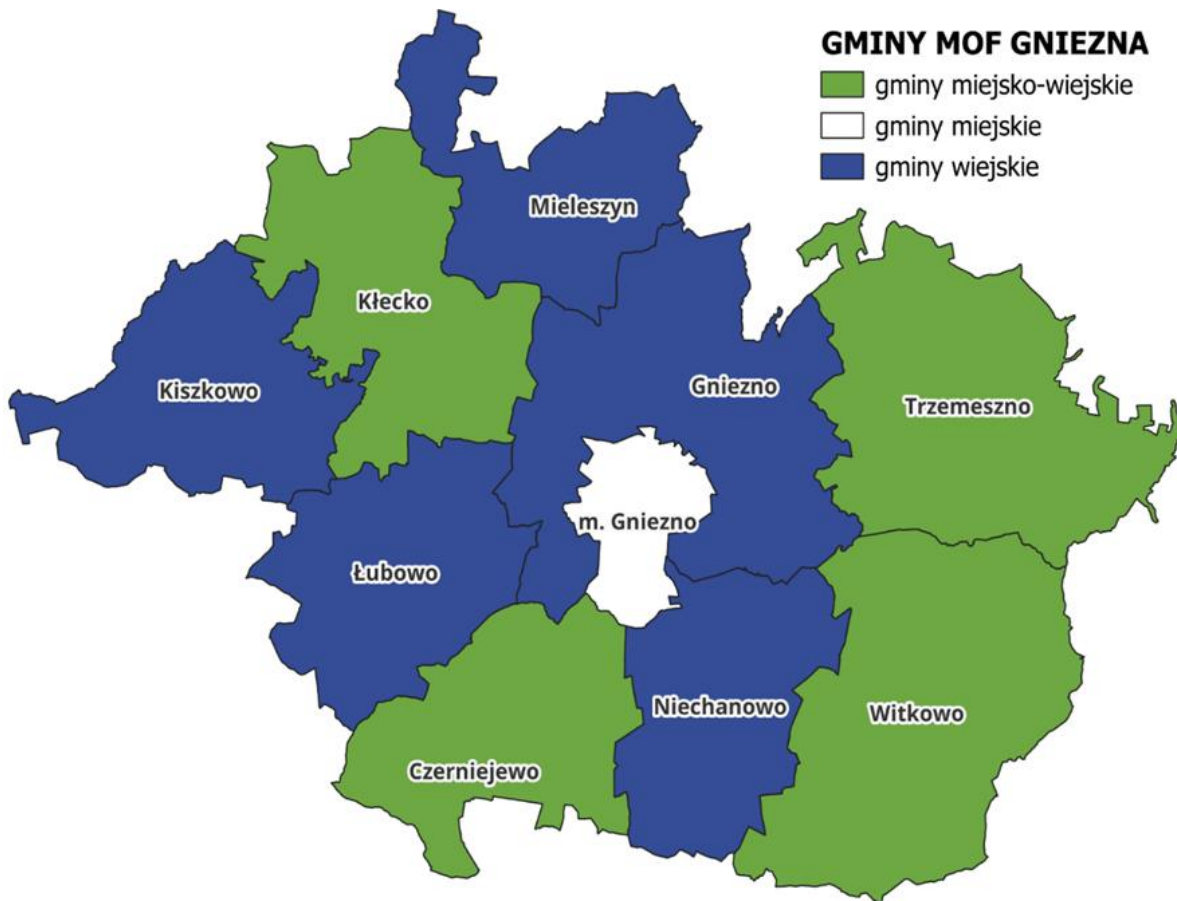 GMINY MOF GNIEZNA
gminy miejsko-wiejskie
gminy miejskie
gminy wiejskie
Mieleszyn
Kłecko
Kiszkowo
Gniezno
Trzemeszno
m. Gniezno
Łubowo
Niechanowo
Witkowo
Czerniejewo